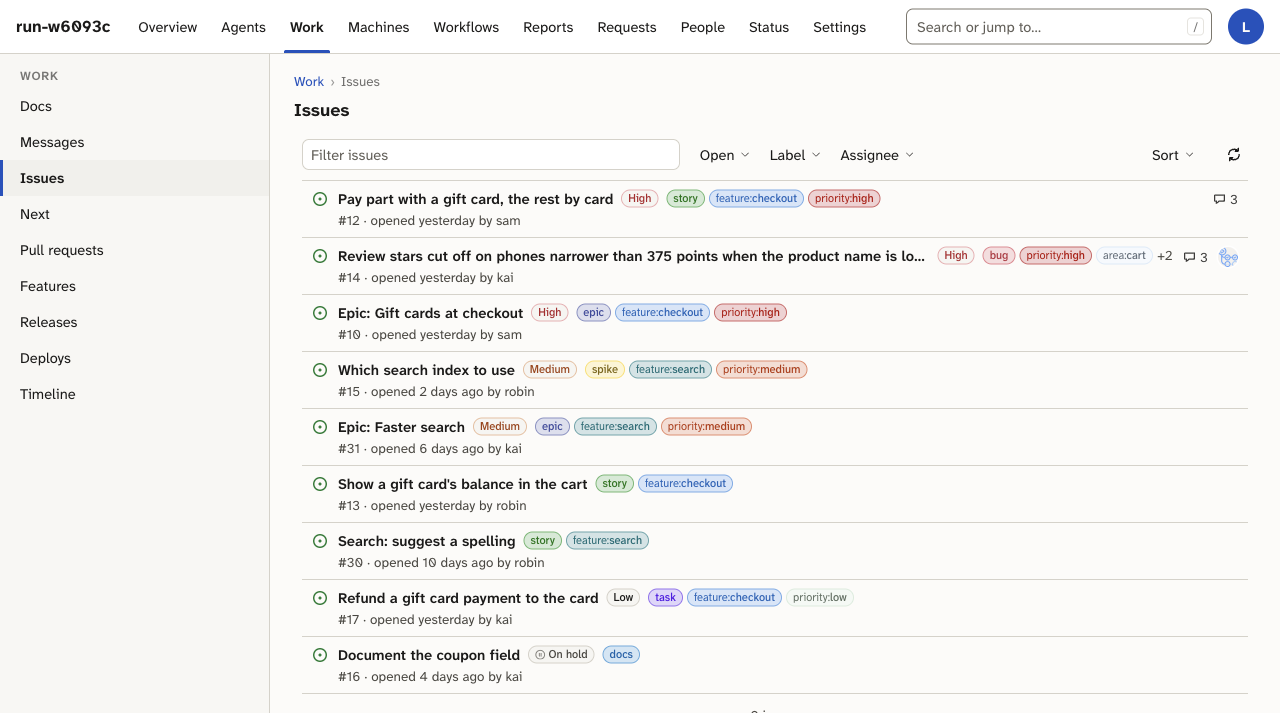 run-w6093c Overview Agents Work Machines Workflows Reports Requests People Status Settings Search or jump to... / L
WORK
Docs
Messages
Issues
Next
Pull requests
Features
Releases
Deploys
Timeline
Work › Issues
Issues
Filter issues Open Label Assignee Sort
Pay part with a gift card, the rest by card High story feature:checkout priority:high 3
#12 · opened yesterday by sam
Review stars cut off on phones narrower than 375 points when the product name is lo... High bug priority:high area:cart +2 3
#14 · opened yesterday by kai
Epic: Gift cards at checkout High epic feature:checkout priority:high
#10 · opened yesterday by sam
Which search index to use Medium spike feature:search priority:medium
#15 · opened 2 days ago by robin
Epic: Faster search Medium epic feature:search priority:medium
#31 · opened 6 days ago by kai
Show a gift card's balance in the cart story feature:checkout
#13 · opened yesterday by robin
Search: suggest a spelling story feature:search
#30 · opened 10 days ago by robin
Refund a gift card payment to the card Low task feature:checkout priority:low
#17 · opened yesterday by kai
Document the coupon field On hold docs
#16 · opened 4 days ago by kai